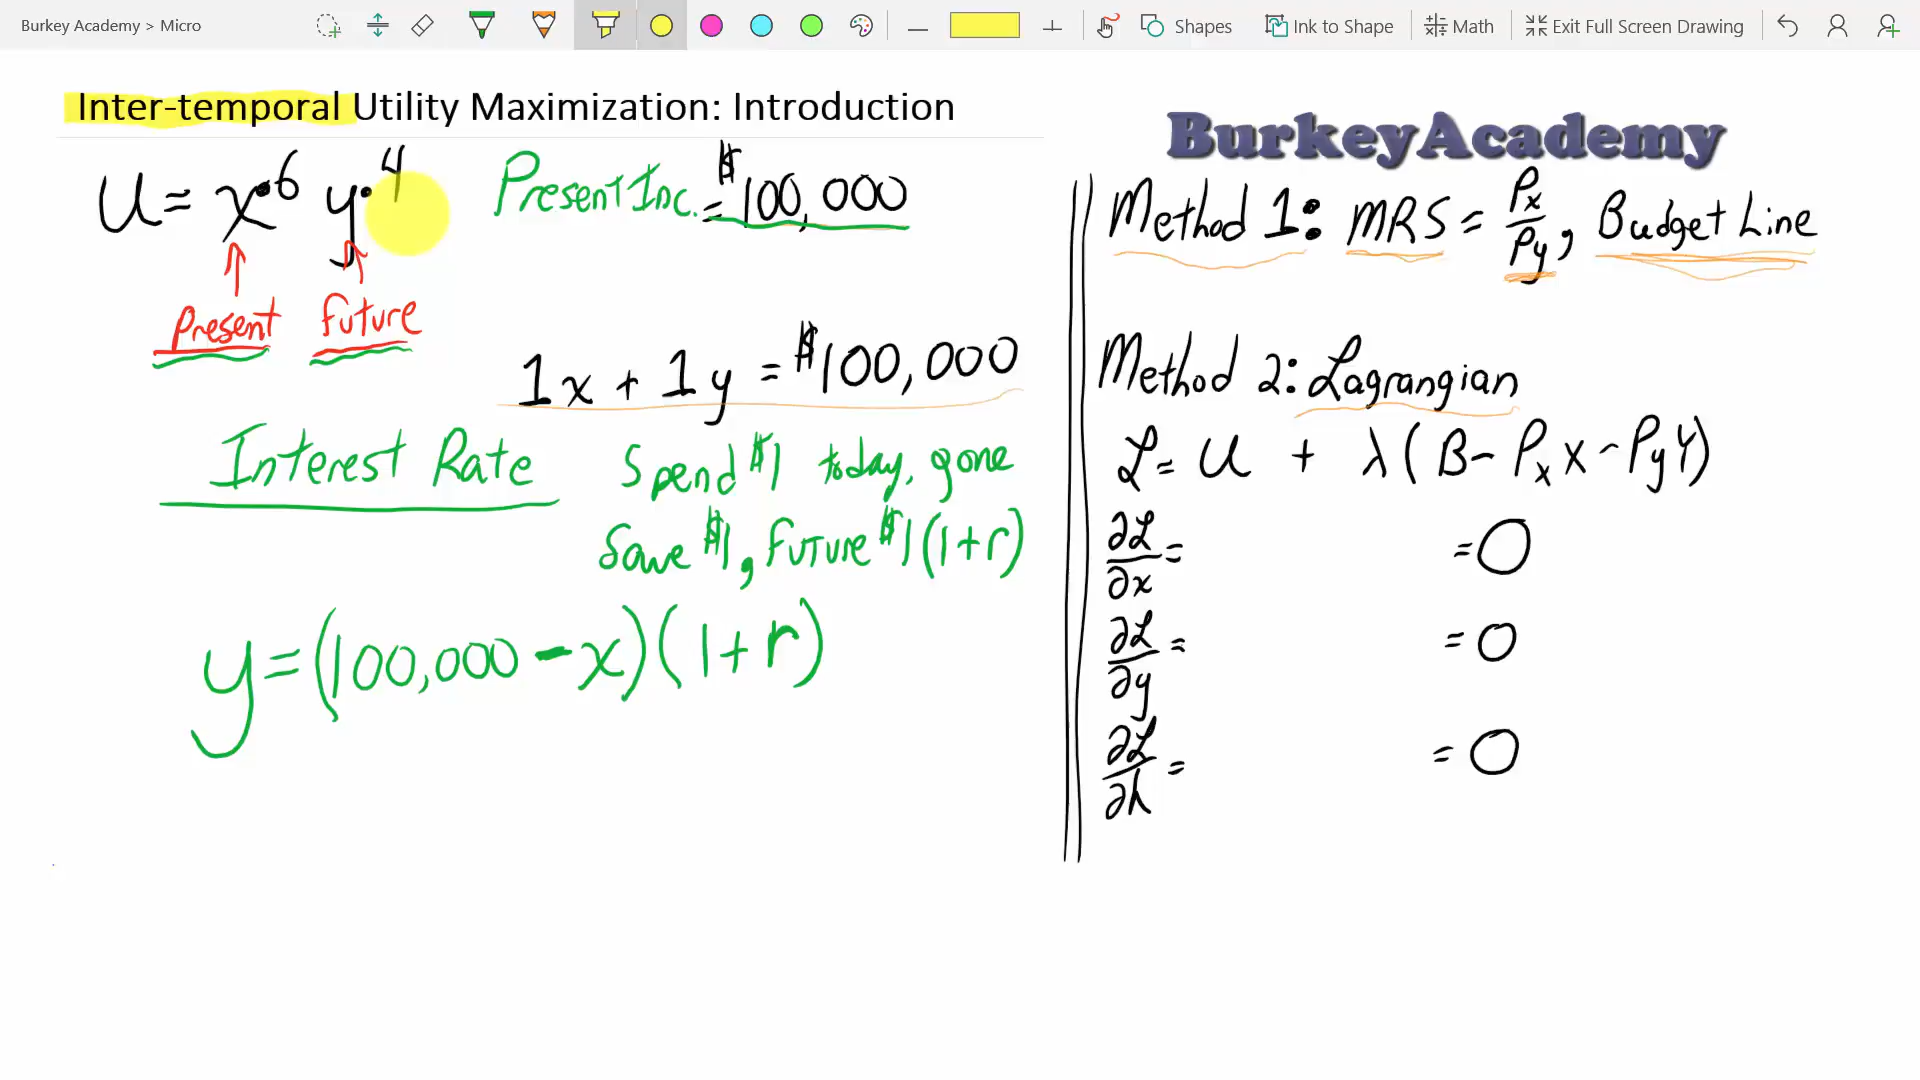 Burkey Academy > Micro
Shapes
Ink to Shape
Math
Exit Full Screen Drawing
Inter-temporal Utility Maximization: Introduction
U = x^.6 y^.4
Present Inc. = $100,000
Present Future
1x + 1y = $100,000
Interest Rate
Spend $1 today, gone
Save $1, Future $1(1+r)
y = (100,000 - x)(1+r)
BurkeyAcademy
Method 1: MRS = Px/Py, Budget Line
Method 2: Lagrangian
ℒ = U + λ(B - PxX - PyY)
∂ℒ/∂x = = 0
∂ℒ/∂y = = 0
∂ℒ/∂λ = = 0